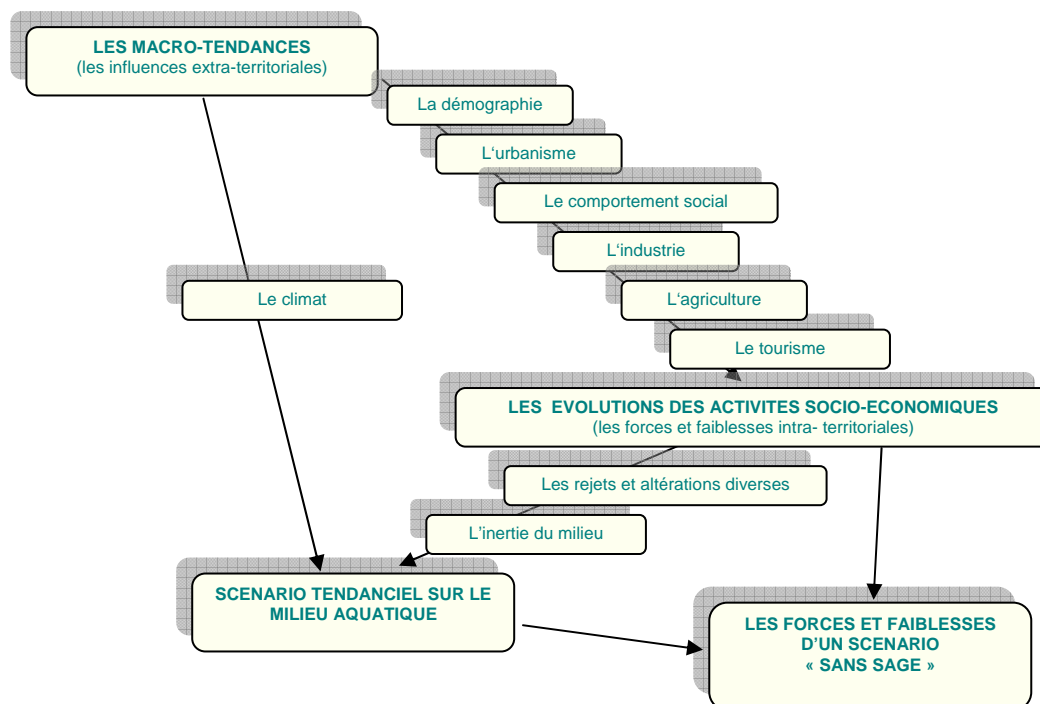 LES MACRO-TENDANCES
(les influences extra-territoriales)
La démographie
L‘urbanisme
Le comportement social
L‘industrie
Le climat
L‘agriculture
Le tourisme
LES EVOLUTIONS DES ACTIVITES SOCIO-ECONOMIQUES
(les forces et faiblesses intra- territoriales)
Les rejets et altérations diverses
L’inertie du milieu
SCENARIO TENDANCIEL SUR LE
MILIEU AQUATIQUE
LES FORCES ET FAIBLESSES
D’UN SCENARIO
« SANS SAGE »